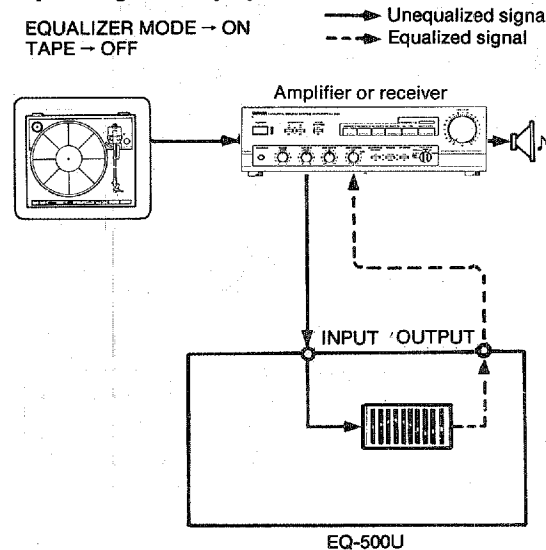 EQUALIZER MODE → ON
TAPE → OFF
Unequalized signa
Equalized signal
Amplifier or receiver
INPUT
OUTPUT
EQ-500U